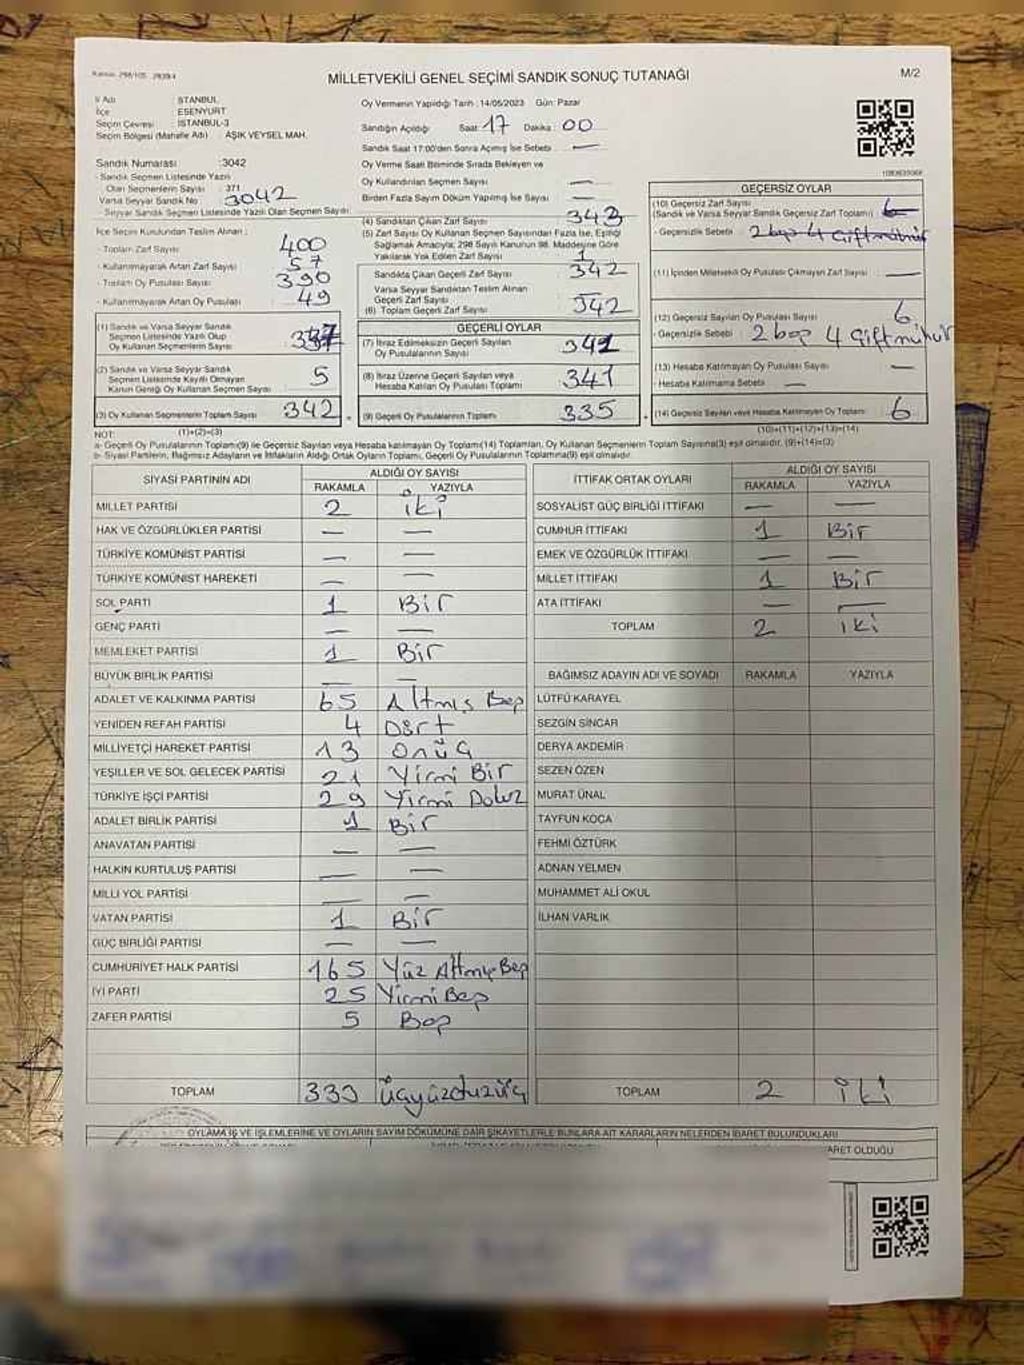 MİLLETVEKİLİ GENEL SEÇİMİ SANDIK SONUÇ TUTANAĞI
M/2
İl Adı : İSTANBUL
İlçe : ESENYURT
Seçim Çevresi : İSTANBUL-3
Seçim Bölgesi (Mahalle Adı) : AŞIK VEYSEL MAH.
Sandık Numarası : 3042
- Sandık Seçmen Listesinde Yazılı
Olan Seçmenlerin Sayısı : 371
Varsa Seyyar Sandık No : 3042
- Seyyar Sandık Seçmen Listesinde Yazılı Olan Seçmen Sayısı:
İlçe Seçim Kurulundan Teslim Alınan :
- Toplam Zarf Sayısı : 400
- Kullanılmayarak Artan Zarf Sayısı : 57
- Toplam Oy Pusulası Sayısı : 390
- Kullanılmayarak Artan Oy Pusulası : 49
(1) Sandık ve Varsa Seyyar Sandık
Seçmen Listesinde Yazılı Olup
Oy Kullanan Seçmenlerin Sayısı : 337
(2) Sandık ve Varsa Seyyar Sandık
Seçmen Listesinde Kayıtlı Olmayan
Kanun Gereği Oy Kullanan Seçmen Sayısı : 5
(3) Oy Kullanan Seçmenlerin Toplam Sayısı : 342
(1)+(2)=(3)
Oy Vermenin Yapıldığı Tarih : 14/05/2023 Gün: Pazar
Sandığın Açıldığı Saat : 17 Dakika : 00
Sandık Saat 17:00'den Sonra Açılmış İse Sebebi : —
Oy Verme Saati Bitiminde Sırada Bekleyen ve
Oy Kullandırılan Seçmen Sayısı : —
Birden Fazla Sayım Döküm Yapılmış İse Sayısı : —
(4) Sandıktan Çıkan Zarf Sayısı : 343
(5) Zarf Sayısı Oy Kullanan Seçmen Sayısından Fazla İse, Eşitliği
Sağlamak Amacıyla; 298 Sayılı Kanunun 98. Maddesine Göre
Yakılarak Yok Edilen Zarf Sayısı : 1
Sandıkta Çıkan Geçerli Zarf Sayısı : 342
Varsa Seyyar Sandıktan Teslim Alınan
Geçerli Zarf Sayısı :
(6) Toplam Geçerli Zarf Sayısı : 342
GEÇERLİ OYLAR
(7) İtiraz Edilmeksizin Geçerli Sayılan
Oy Pusulalarının Sayısı : 341
(8) İtiraz Üzerine Geçerli Sayılan veya
Hesaba Katılan Oy Pusulası Toplamı : 341
(9) Geçerli Oy Pusulalarının Toplamı : 335
GEÇERSİZ OYLAR
(10) Geçersiz Zarf Sayısı
(Sandık ve Varsa Seyyar Sandık Geçersiz Zarf Toplamı) : 6
- Geçersizlik Sebebi : 2 boş 4 Çiftmühür
(11) İçinden Milletvekili Oy Pusulası Çıkmayan Zarf Sayısı : —
(12) Geçersiz Sayılan Oy Pusulası Sayısı : 6
- Geçersizlik Sebebi : 2 boş 4 Çiftmühür
(13) Hesaba Katılmayan Oy Pusulası Sayısı : —
- Hesaba Katılmama Sebebi : —
(14) Geçersiz Sayılan veya Hesaba Katılmayan Oy Toplamı : 6
(10)+(11)+(12)+(13)=(14)
NOT:
a- Geçerli Oy Pusulalarının Toplamı(9) ile Geçersiz Sayılan veya Hesaba katılmayan Oy Toplamı(14) Toplamları, Oy Kullanan Seçmenlerin Toplam Sayısına(3) eşit olmalıdır. (9)+(14)=(3)
b- Siyasi Partilerin, Bağımsız Adayların ve İttifakların Aldığı Ortak Oyların Toplamı, Geçerli Oy Pusulalarının Toplamına(9) eşit olmalıdır.
SİYASİ PARTİNİN ADI ALDIĞI OY SAYISI
RAKAMLA YAZIYLA
MİLLET PARTİSİ 2 iki
HAK VE ÖZGÜRLÜKLER PARTİSİ — —
TÜRKİYE KOMÜNİST PARTİSİ — —
TÜRKİYE KOMÜNİST HAREKETİ — —
SOL PARTİ 1 Bir
GENÇ PARTİ — —
MEMLEKET PARTİSİ 1 Bir
BÜYÜK BİRLİK PARTİSİ — —
ADALET VE KALKINMA PARTİSİ 65 Altmış Beş
YENİDEN REFAH PARTİSİ 4 Dört
MİLLİYETÇİ HAREKET PARTİSİ 13 onüç
YEŞİLLER VE SOL GELECEK PARTİSİ 21 Yirmi Bir
TÜRKİYE İŞÇİ PARTİSİ 29 Yirmi Dokuz
ADALET BİRLİK PARTİSİ 1 Bir
ANAVATAN PARTİSİ — —
HALKIN KURTULUŞ PARTİSİ — —
MİLLİ YOL PARTİSİ — —
VATAN PARTİSİ 1 Bir
GÜÇ BİRLİĞİ PARTİSİ — —
CUMHURİYET HALK PARTİSİ 165 Yüz Altmış Beş
İYİ PARTİ 25 Yirmi Beş
ZAFER PARTİSİ 5 Beş
TOPLAM 333 üçyüzotuzüç
İTTİFAK ORTAK OYLARI ALDIĞI OY SAYISI
RAKAMLA YAZIYLA
SOSYALİST GÜÇ BİRLİĞİ İTTİFAKI — —
CUMHUR İTTİFAKI 1 Bir
EMEK VE ÖZGÜRLÜK İTTİFAKI — —
MİLLET İTTİFAKI 1 Bir
ATA İTTİFAKI — —
TOPLAM 2 iki
BAĞIMSIZ ADAYIN ADI VE SOYADI RAKAMLA YAZIYLA
LÜTFÜ KARAYEL
SEZGİN SİNCAR
DERYA AKDEMİR
SEZEN ÖZEN
MURAT ÜNAL
TAYFUN KOCA
FEHMİ ÖZTÜRK
ADNAN YELMEN
MUHAMMET ALİ OKUL
İLHAN VARLIK
TOPLAM 2 iki
OYLAMA İŞ VE İŞLEMLERİNE VE OYLARIN SAYIM DÖKÜMÜNE DAİR ŞİKAYETLERLE BUNLARA AİT KARARLARIN NELERDEN İBARET BULUNDUKLARI
ARET OLDUĞU